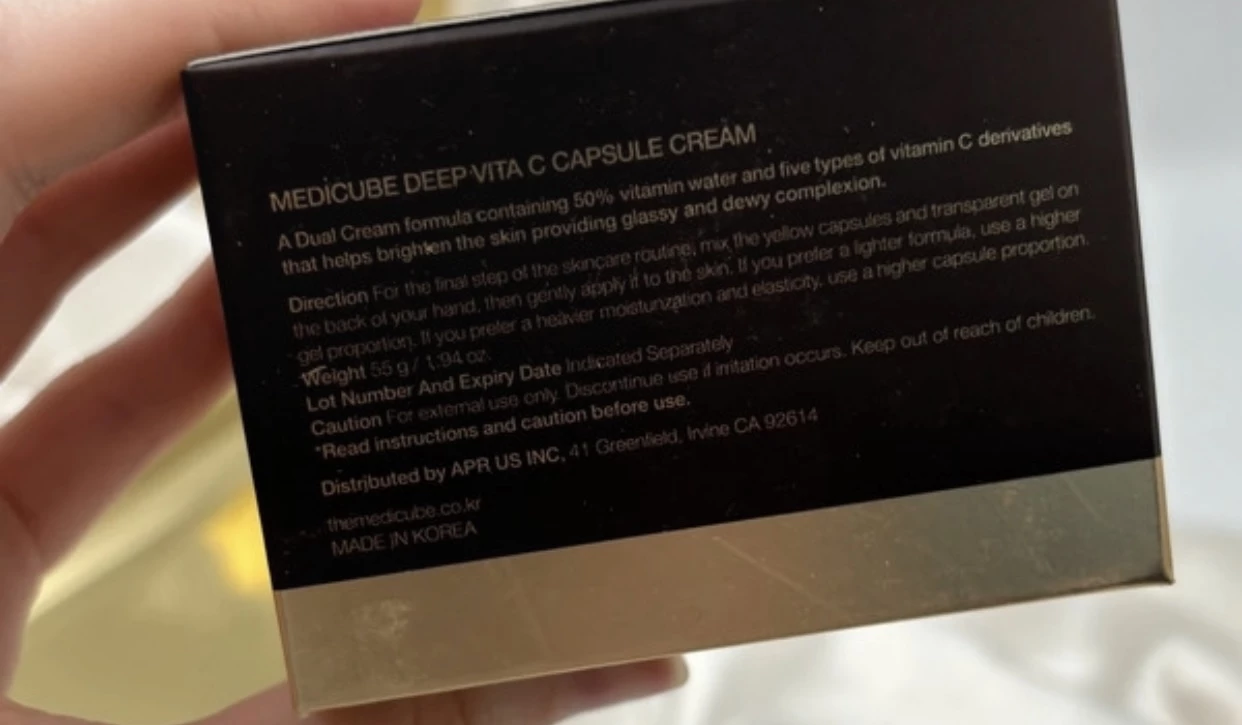 MEDICUBE DEEP VITA C CAPSULE CREAM
A Dual Cream formula containing 50% vitamin water and five types of vitamin C derivatives
that helps brighten the skin providing glassy and dewy complexion.
Direction For the final step of the skincare routine, mix the yellow capsules and transparent gel on
the back of your hand, then gently apply it to the skin. If you prefer a lighter formula, use a higher
gel proportion. If you prefer a heavier moisturization and elasticity, use a higher capsule proportion.
Weight 55 g / 1.94 oz.
Lot Number And Expiry Date Indicated Separately
Caution For external use only. Discontinue use if irritation occurs. Keep out of reach of children.
*Read instructions and caution before use.
Distributed by APR US INC, 41 Greenfield, Irvine CA 92614
themedicube.co.kr
MADE IN KOREA